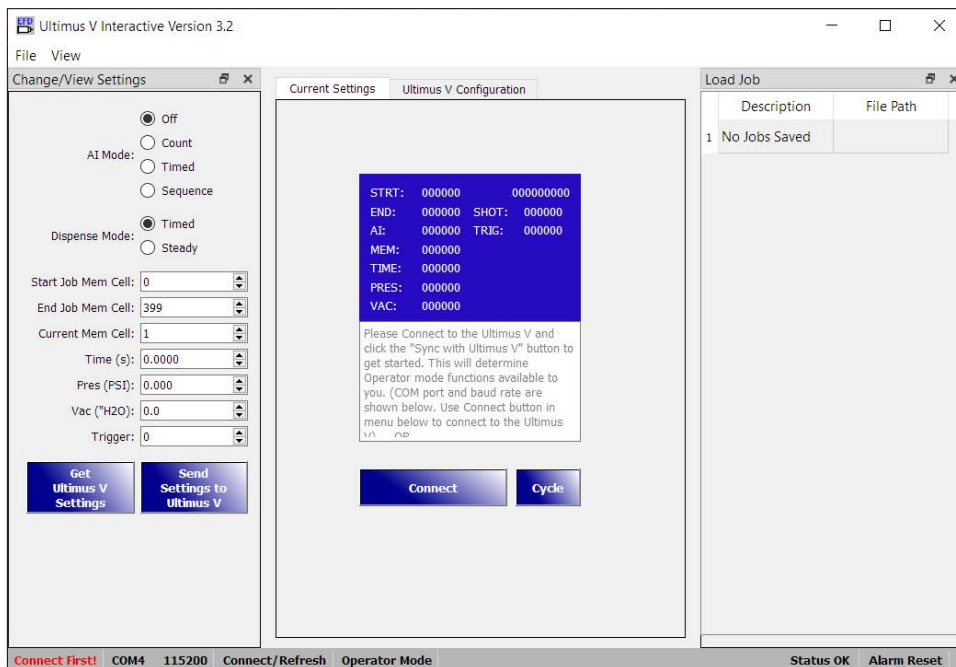 EFD Ultimus V Interactive Version 3.2
File View
Change/View Settings
AI Mode:
Off
Count
Timed
Sequence
Dispense Mode:
Timed
Steady
Start Job Mem Cell: 0
End Job Mem Cell: 399
Current Mem Cell: 1
Time (s): 0.0000
Pres (PSI): 0.000
Vac ("H2O): 0.0
Trigger: 0
Get
Ultimus V
Settings
Send
Settings to
Ultimus V
Current Settings Ultimus V Configuration
STRT: 000000 000000000
END: 000000 SHOT: 000000
AI: 000000 TRIG: 000000
MEM: 000000
TIME: 000000
PRES: 000000
VAC: 000000
Please Connect to the Ultimus V and
click the "Sync with Ultimus V" button to
get started. This will determine
Operator mode functions available to
you. (COM port and baud rate are
shown below. Use Connect button in
menu below to connect to the Ultimus
V) OR
Connect Cycle
Load Job
Description File Path
1 No Jobs Saved
Connect First! COM4 115200 Connect/Refresh Operator Mode Status OK Alarm Reset